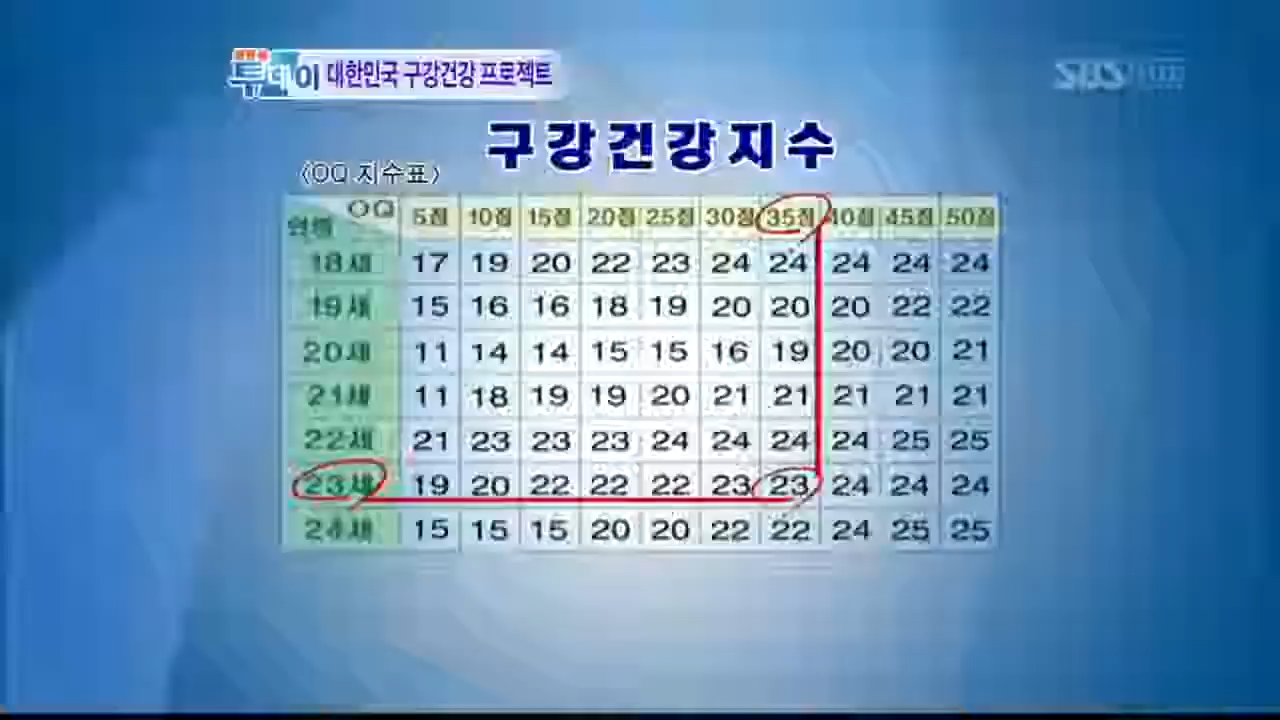 투데이 대한민국 구강건강 프로젝트
SBS
구강건강지수
〈OQ 지수표〉
연령 OQ 5점 10점 15점 20점 25점 30점 35점 40점 45점 50점
18세 17 19 20 22 23 24 24 24 24 24
19세 15 16 16 18 19 20 20 20 22 22
20세 11 14 14 15 15 16 19 20 20 21
21세 11 18 19 19 20 21 21 21 21 21
22세 21 23 23 23 24 24 24 24 25 25
23세 19 20 22 22 22 23 23 24 24 24
24세 15 15 15 20 20 22 22 24 25 25